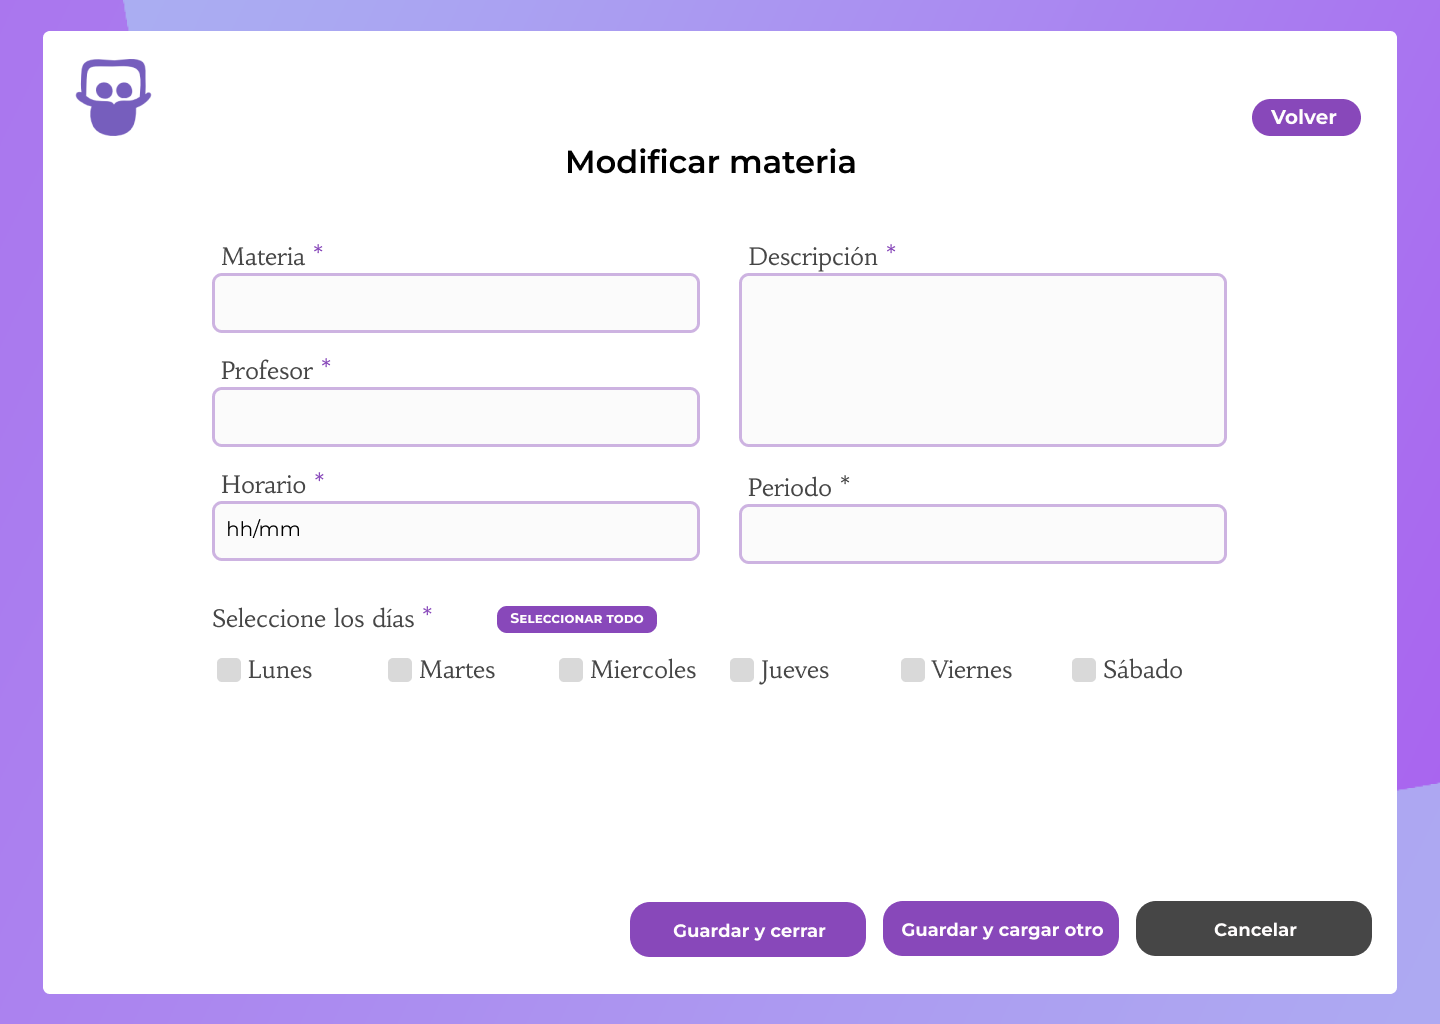 Volver
Modificar materia
Materia *
Descripción *
Profesor *
Horario *
hh/mm
Periodo *
Seleccione los días *
SELECCIONAR TODO
Lunes Martes Miercoles Jueves Viernes Sábado
Guardar y cerrar
Guardar y cargar otro
Cancelar